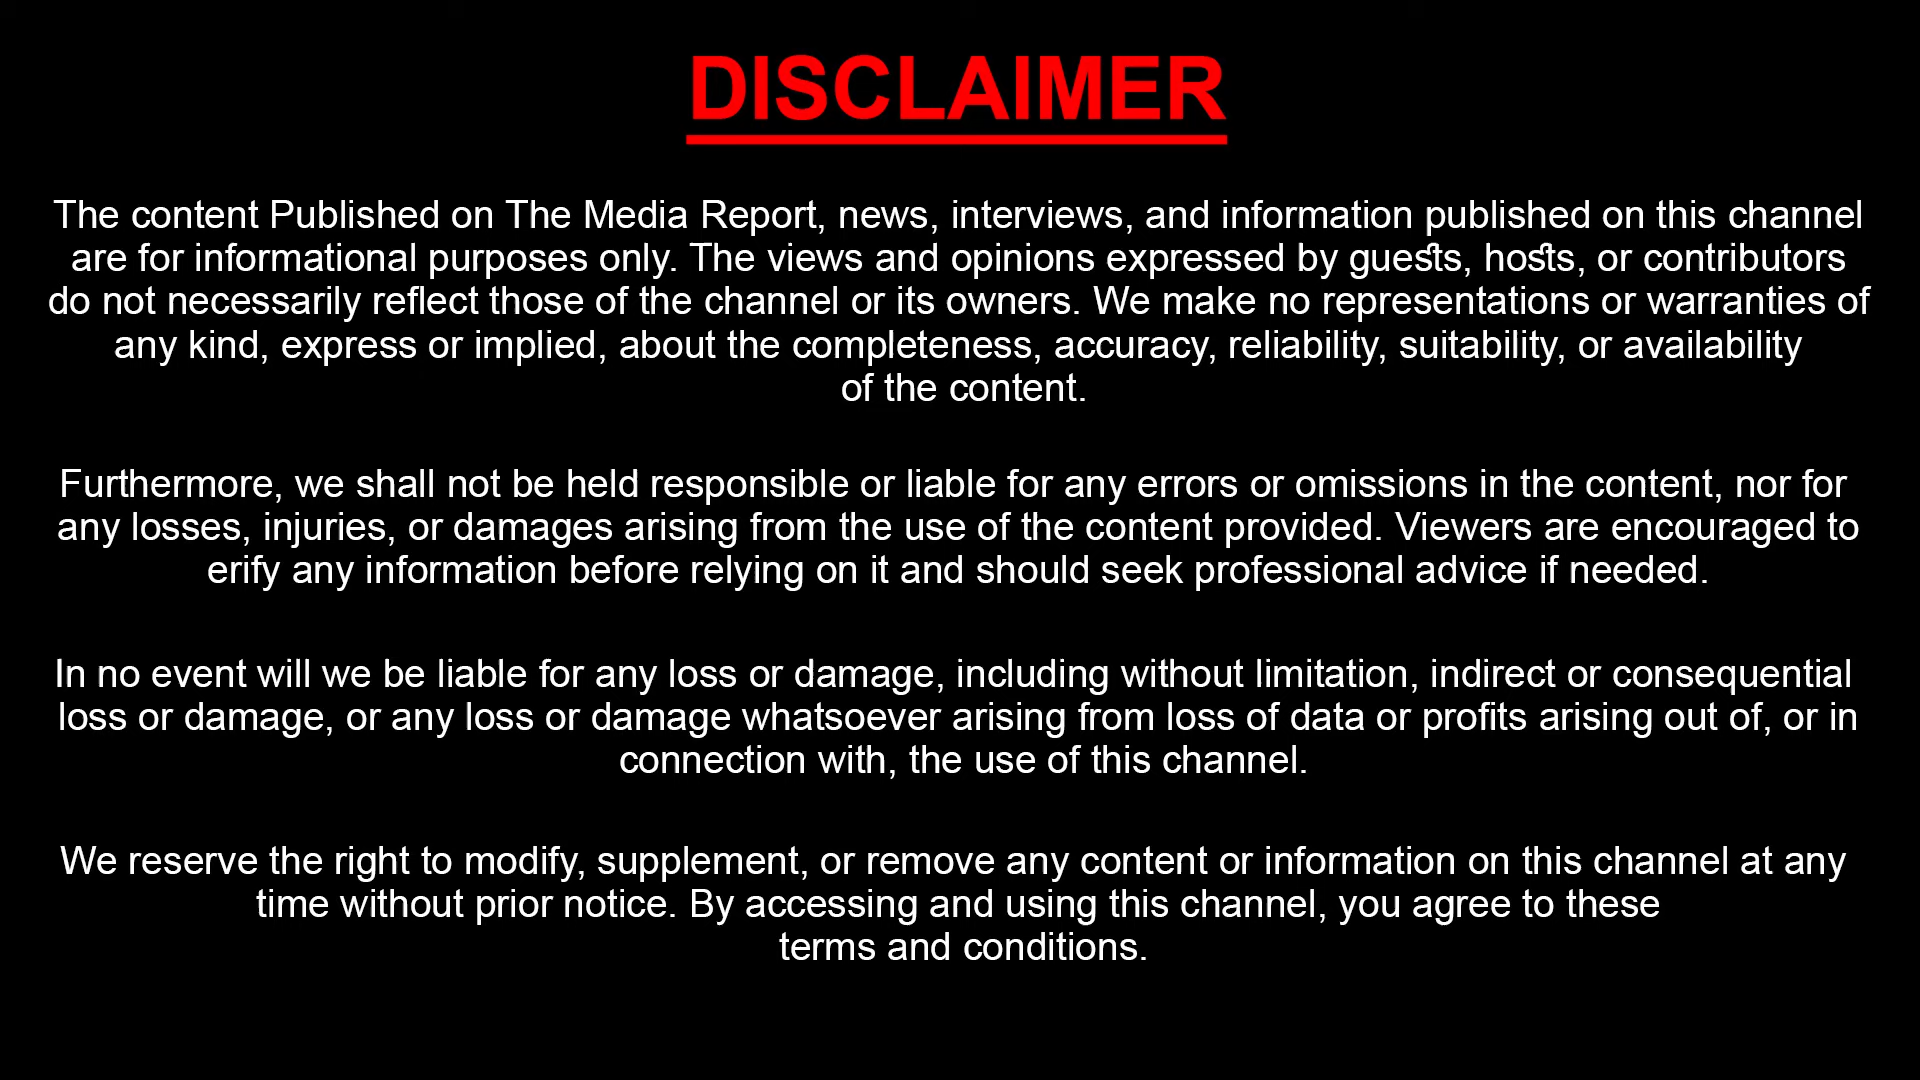 DISCLAIMER
The content Published on The Media Report, news, interviews, and information published on this channel
are for informational purposes only. The views and opinions expressed by guests, hosts, or contributors
do not necessarily reflect those of the channel or its owners. We make no representations or warranties of
any kind, express or implied, about the completeness, accuracy, reliability, suitability, or availability
of the content.
Furthermore, we shall not be held responsible or liable for any errors or omissions in the content, nor for
any losses, injuries, or damages arising from the use of the content provided. Viewers are encouraged to
erify any information before relying on it and should seek professional advice if needed.
In no event will we be liable for any loss or damage, including without limitation, indirect or consequential
loss or damage, or any loss or damage whatsoever arising from loss of data or profits arising out of, or in
connection with, the use of this channel.
We reserve the right to modify, supplement, or remove any content or information on this channel at any
time without prior notice. By accessing and using this channel, you agree to these
terms and conditions.